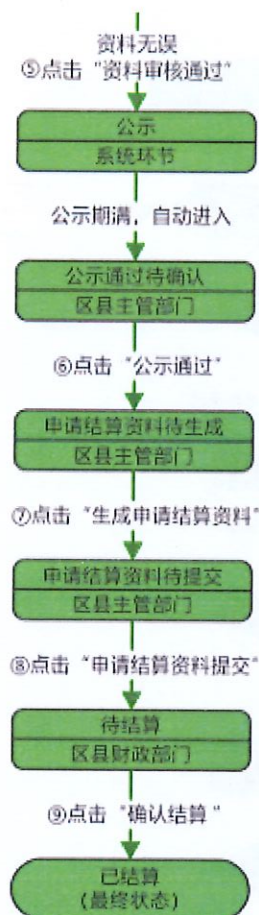 资料无误
⑤点击“资料审核通过”
公示
系统环节
公示期满，自动进入
公示通过待确认
区县主管部门
⑥点击“公示通过”
申请结算资料待生成
区县主管部门
⑦点击“生成申请结算资料”
申请结算资料待提交
区县主管部门
⑧点击“申请结算资料提交”
待结算
区县财政部门
⑨点击“确认结算”
已结算
(最终状态)